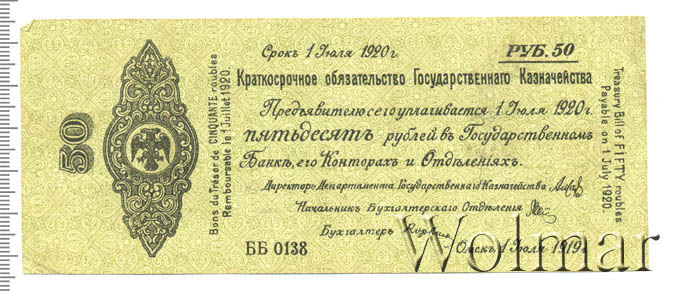 Срокъ 1 Іюля 1920 г.
РУБ. 50
Краткосрочное обязательство Государственнаго Казначейства
Предъявителю сего уплачивается 1 Іюля 1920 г.
пятьдесятъ рублей въ Государственномъ
Банкѣ, его Конторахъ и Отдѣленіяхъ.
Директоръ Департамента Государственнаго Казначейства
Начальникъ Бухгалтерскаго Отдѣленія
Бухгалтеръ
ББ 0138
Омскъ 1 Іюля 1919 г.
50
Bons du Trésor de CINQUANTE roubles
Remboursable le 1 Juillet 1920.
Treasury Bill of FIFTY roubles
Payable on 1 July 1920.
Wolmar